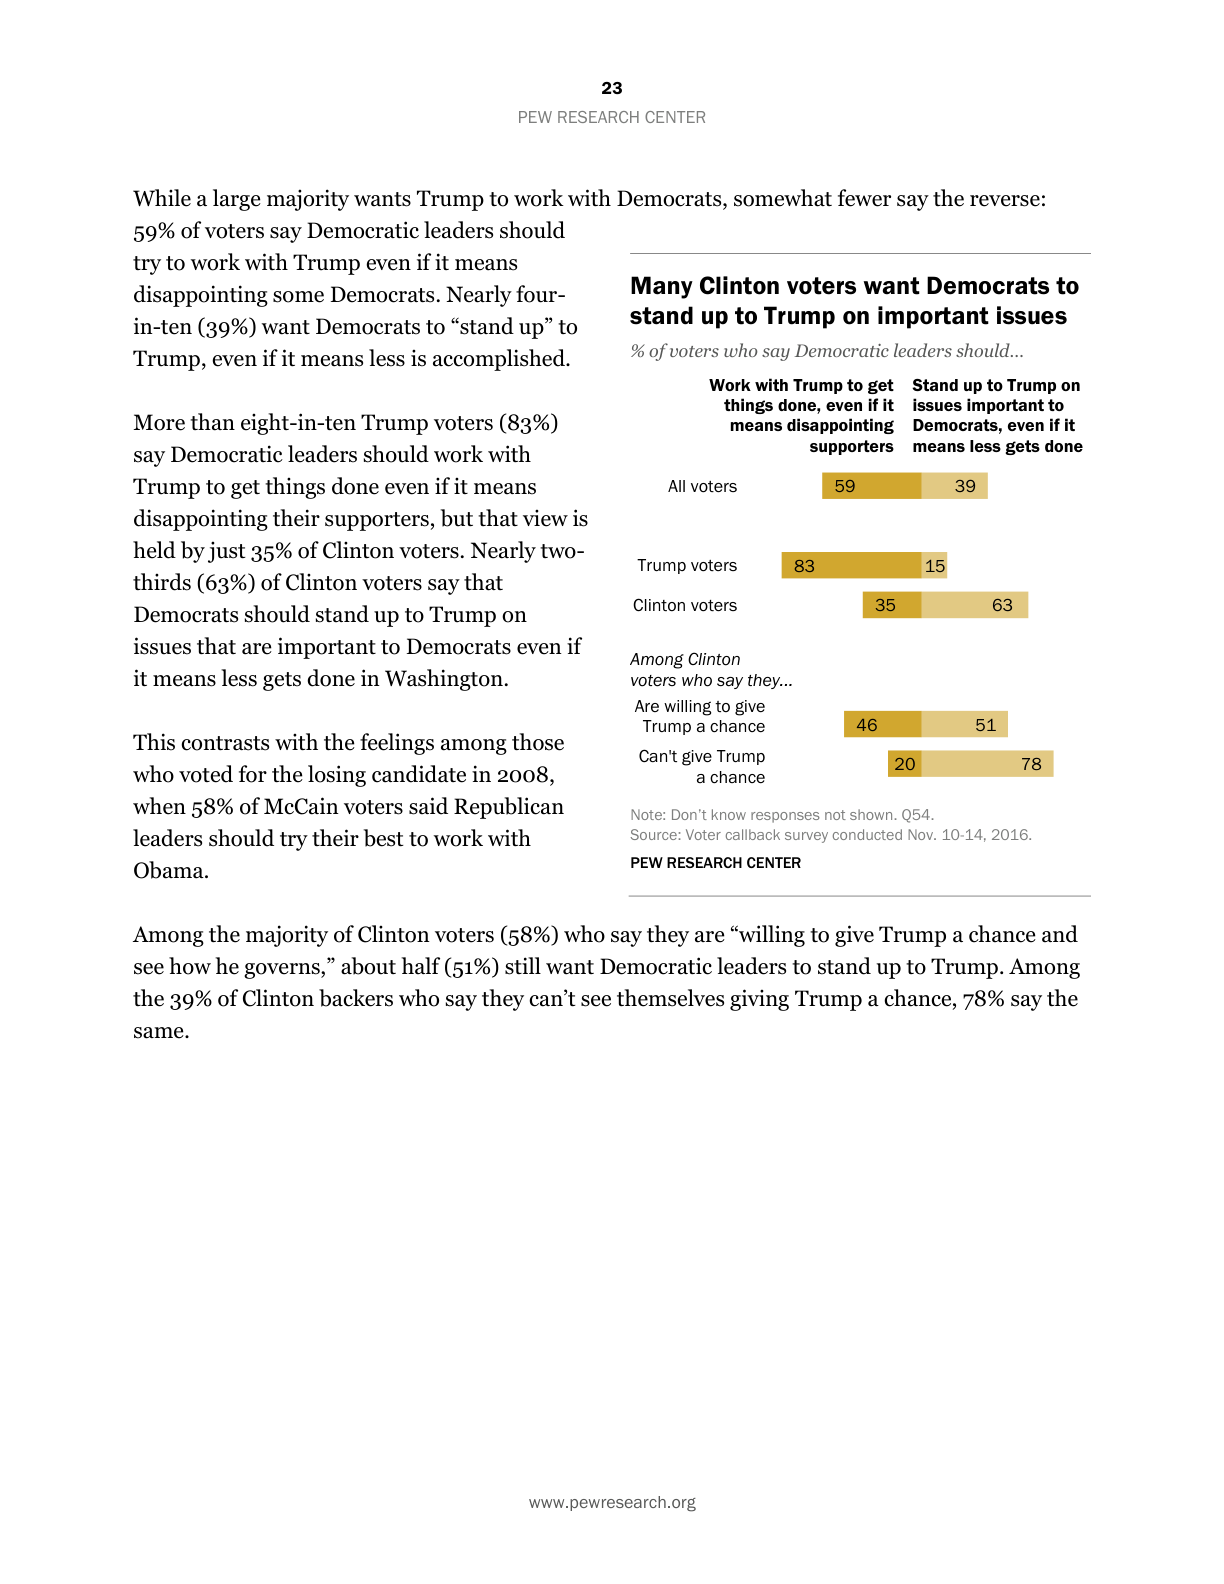 23
PEW RESEARCH CENTER
While a large majority wants Trump to work with Democrats, somewhat fewer say the reverse:
59% of voters say Democratic leaders should
try to work with Trump even if it means
disappointing some Democrats. Nearly four-
in-ten (39%) want Democrats to “stand up” to
Trump, even if it means less is accomplished.
More than eight-in-ten Trump voters (83%)
say Democratic leaders should work with
Trump to get things done even if it means
disappointing their supporters, but that view is
held by just 35% of Clinton voters. Nearly two-
thirds (63%) of Clinton voters say that
Democrats should stand up to Trump on
issues that are important to Democrats even if
it means less gets done in Washington.
This contrasts with the feelings among those
who voted for the losing candidate in 2008,
when 58% of McCain voters said Republican
leaders should try their best to work with
Obama.
Many Clinton voters want Democrats to
stand up to Trump on important issues
% of voters who say Democratic leaders should...
Work with Trump to get
things done, even if it
means disappointing
supporters
Stand up to Trump on
issues important to
Democrats, even if it
means less gets done
All voters 59 39
Trump voters 83 15
Clinton voters 35 63
Among Clinton
voters who say they...
Are willing to give
Trump a chance 46 51
Can't give Trump
a chance 20 78
Note: Don’t know responses not shown. Q54.
Source: Voter callback survey conducted Nov. 10-14, 2016.
PEW RESEARCH CENTER
Among the majority of Clinton voters (58%) who say they are “willing to give Trump a chance and
see how he governs,” about half (51%) still want Democratic leaders to stand up to Trump. Among
the 39% of Clinton backers who say they can’t see themselves giving Trump a chance, 78% say the
same.
www.pewresearch.org